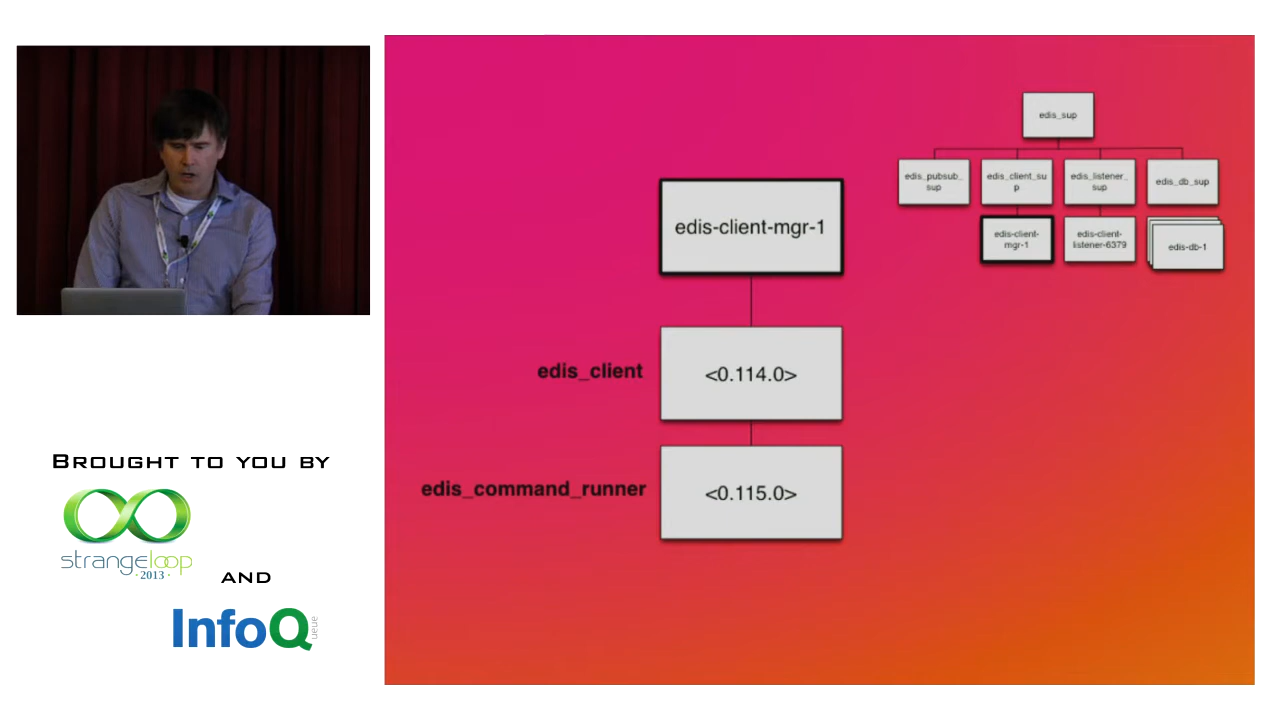 edis_sup
edis_pubsub_
sup
edis_client_su
p
edis_listener_
sup
edis_db_sup
edis-client-
mgr-1
edis-client-
listener-6379
edis-db-1
edis-client-mgr-1
edis_client
<0.114.0>
edis_command_runner
<0.115.0>
BROUGHT TO YOU BY
strangeloop
· 2013 ·
AND
InfoQ
ueue